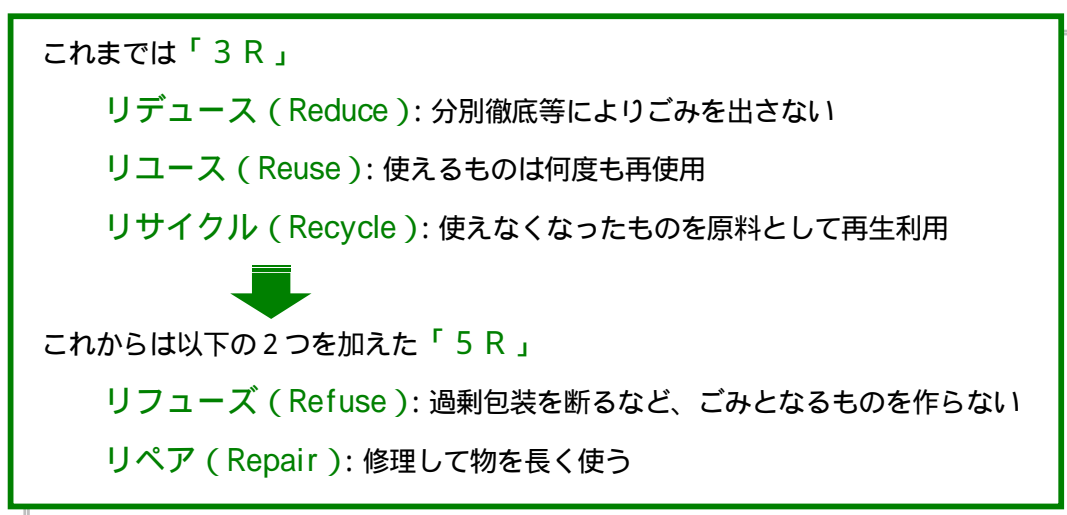 これまでは「３Ｒ」
リデュース（Reduce）: 分別徹底等によりごみを出さない
リユース（Reuse）: 使えるものは何度も再使用
リサイクル（Recycle）: 使えなくなったものを原料として再生利用
これからは以下の２つを加えた「５Ｒ」
リフューズ（Refuse）: 過剰包装を断るなど、ごみとなるものを作らない
リペア（Repair）: 修理して物を長く使う